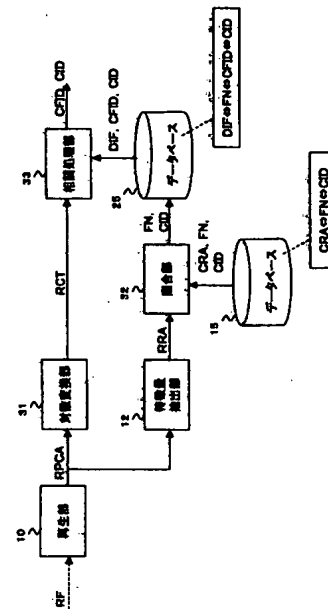 RF
10
再生部
RPCA
31
対数変換部
RCT
33
相関処理部
CFID, CID
12
特徴量
抽出部
RRA
32
照合部
FN,
CID
DIF, CFID, CID
25
データベース
DIF⇔FN⇔CFID⇔CID
CRA, FN,
CID
15
データベース
CRA⇔FN⇔CID